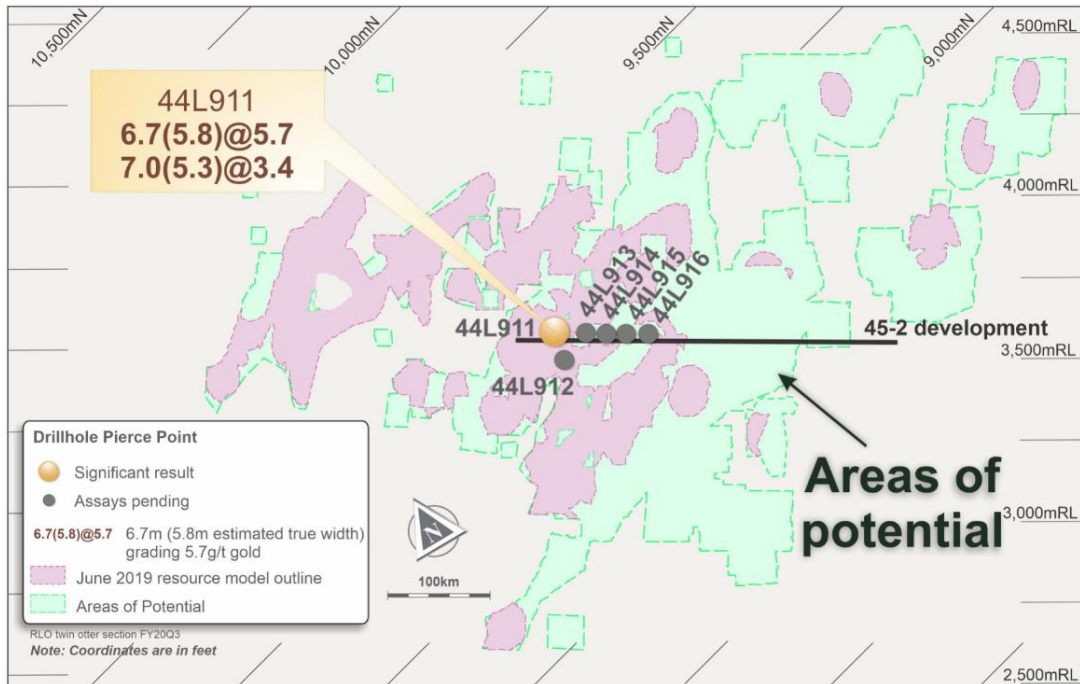 10,500mN
10,000mN
9,500mN
9,000mN
4,500mRL
44L911
6.7(5.8)@5.7
7.0(5.3)@3.4
4,000mRL
44L913
44L914
44L915
44L916
44L911
45-2 development
3,500mRL
44L912
Drillhole Pierce Point
Significant result
Assays pending
6.7(5.8)@5.7 6.7m (5.8m estimated true width)
grading 5.7g/t gold
June 2019 resource model outline
Areas of Potential
Areas of
potential
N
3,000mRL
100km
RLO twin otter section FY20Q3
Note: Coordinates are in feet
2,500mRL